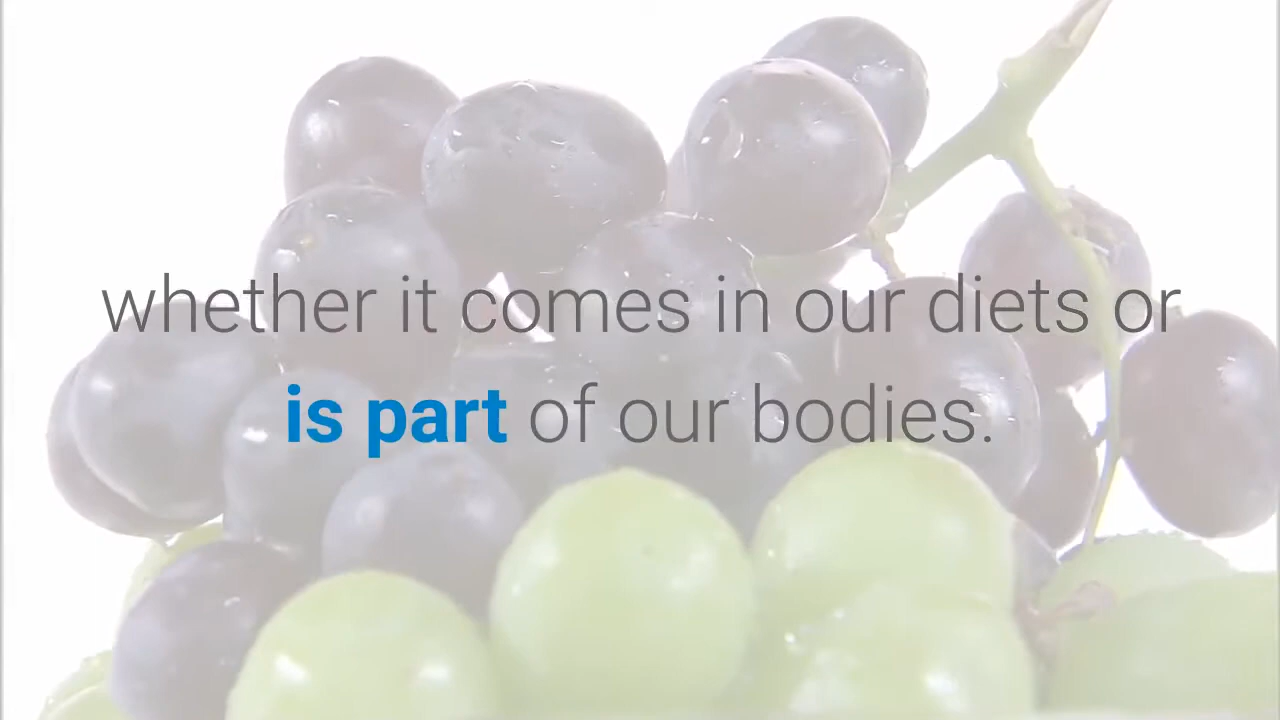 whether it comes in our diets or
is part of our bodies.